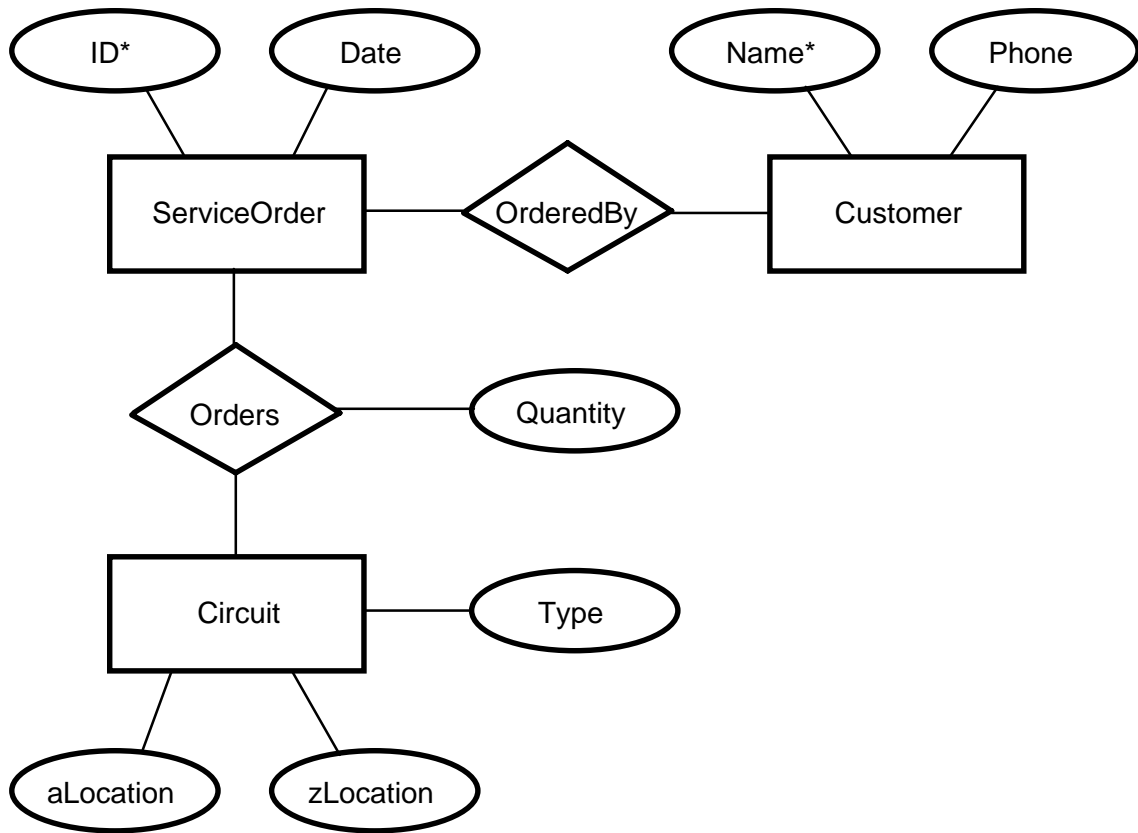 ID*
Date
Name*
Phone
ServiceOrder
OrderedBy
Customer
Orders
Quantity
Circuit
Type
aLocation
zLocation